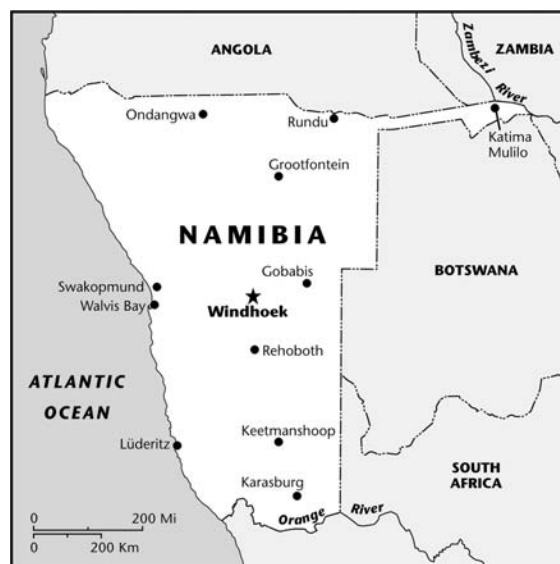 ANGOLA
ZAMBIA
Zambezi
River
Ondangwa
Rundu
Katima
Mulilo
Grootfontein
NAMIBIA
Gobabis
BOTSWANA
Swakopmund
Walvis Bay
Windhoek
Rehoboth
ATLANTIC
OCEAN
Lüderitz
Keetmanshoop
SOUTH
AFRICA
Karasburg
Orange River
0 200 Mi
0 200 Km